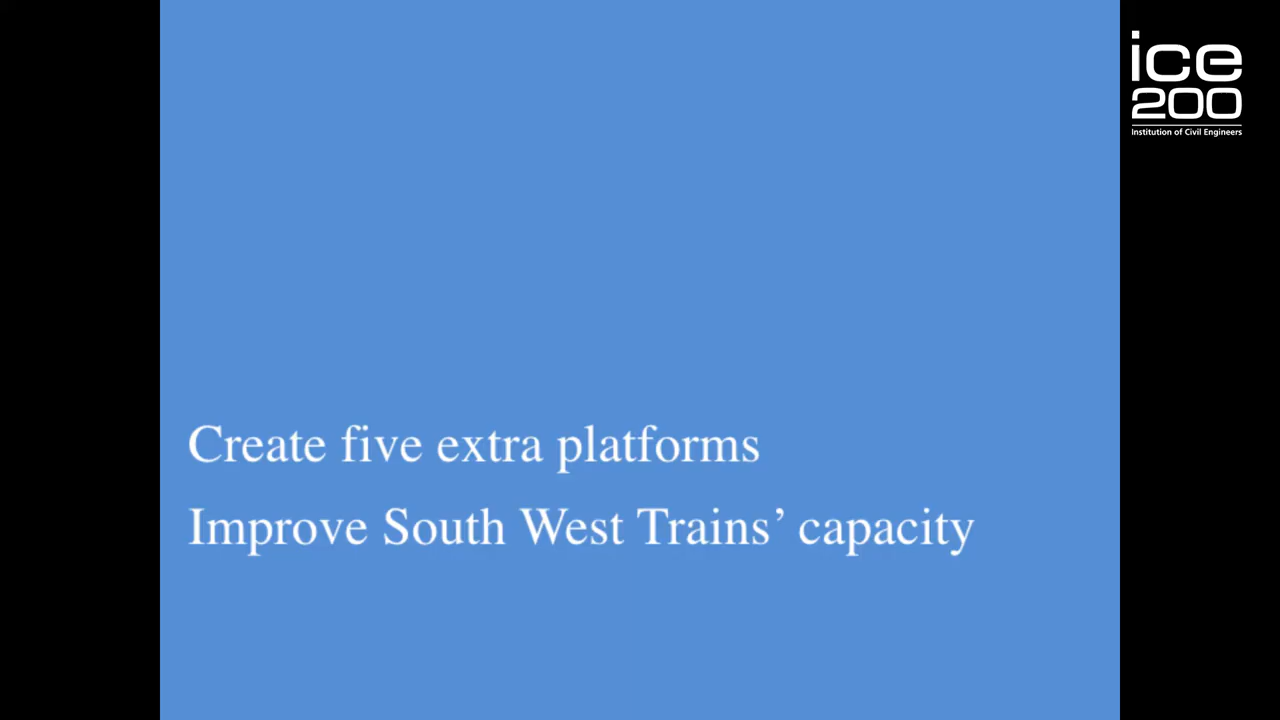 ice
200
Institution of Civil Engineers
Create five extra platforms
Improve South West Trains’ capacity